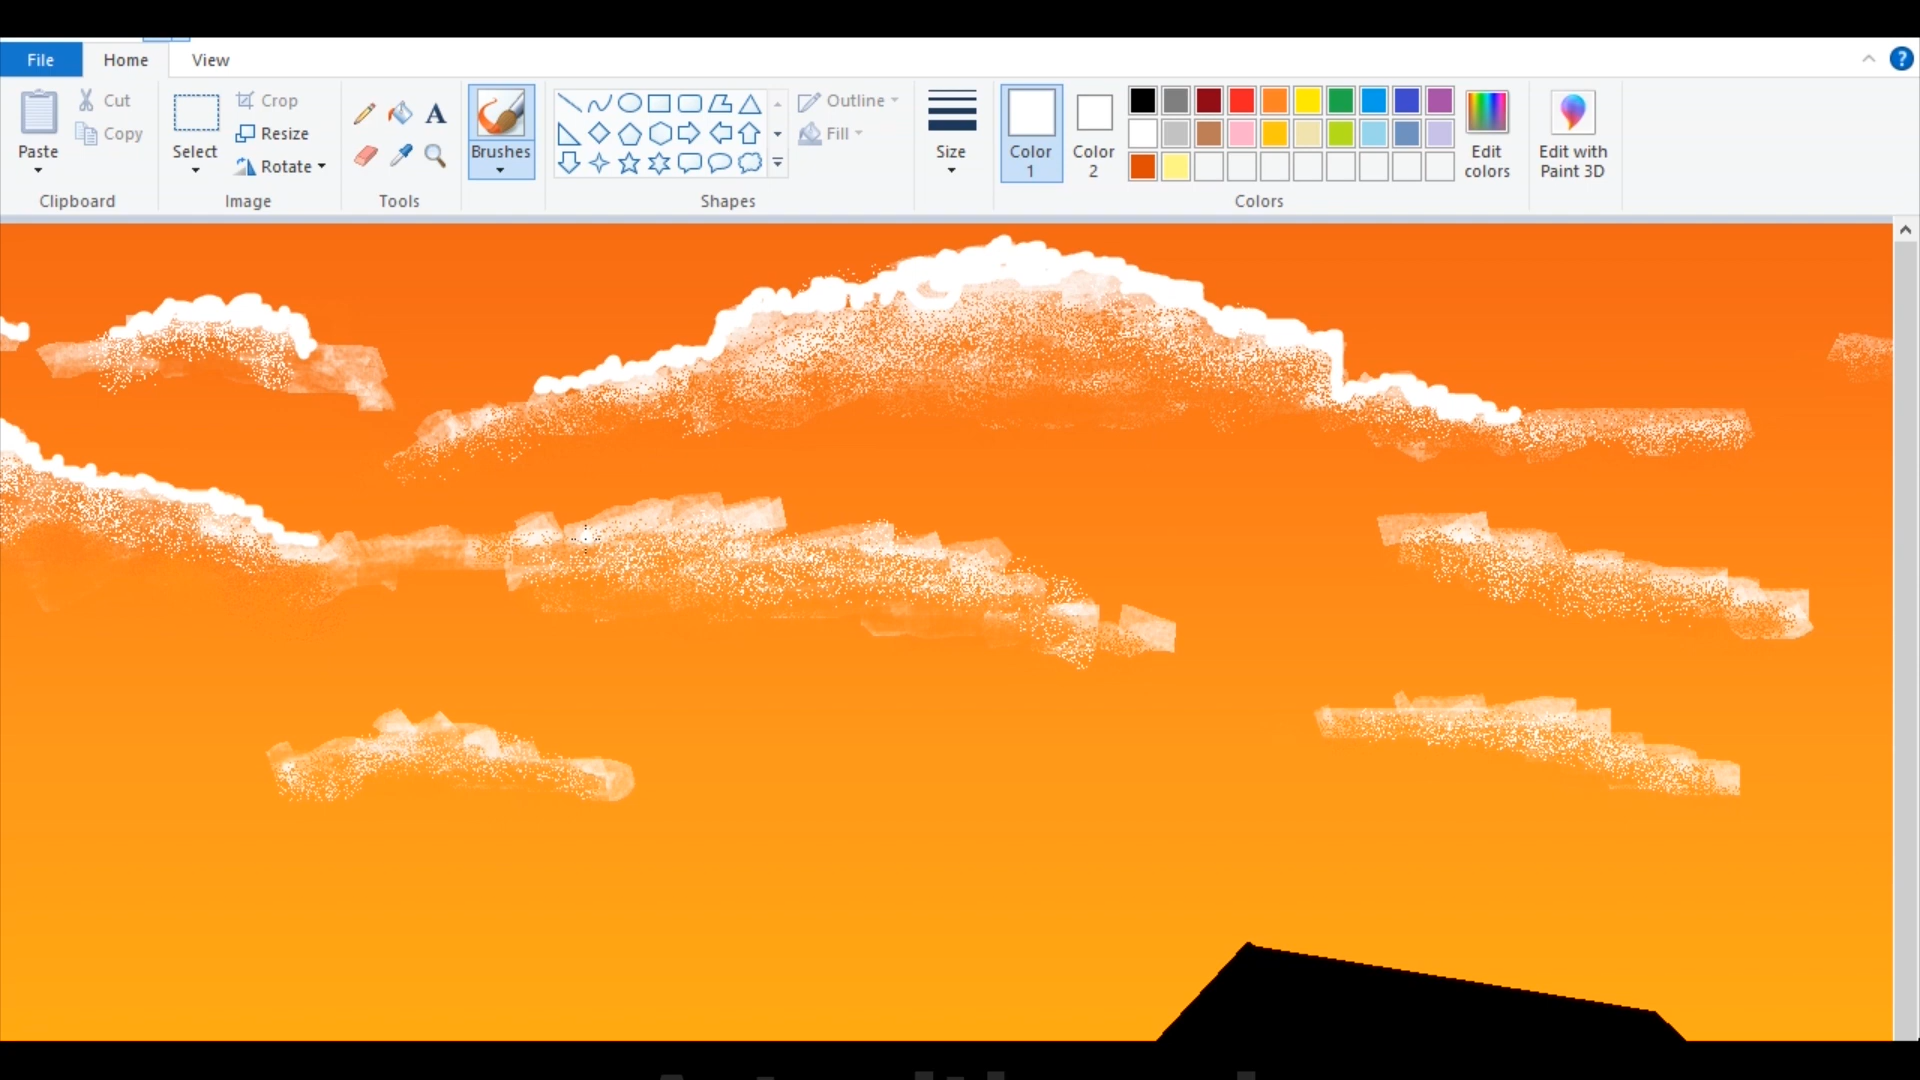 File Home View ?
Paste
Cut
Copy
Clipboard
Select
Crop
Resize
Rotate
Image
A
Tools
Brushes
Shapes
Outline
Fill
Size
Color
1
Color
2
Colors
Edit
colors
Edit with
Paint 3D